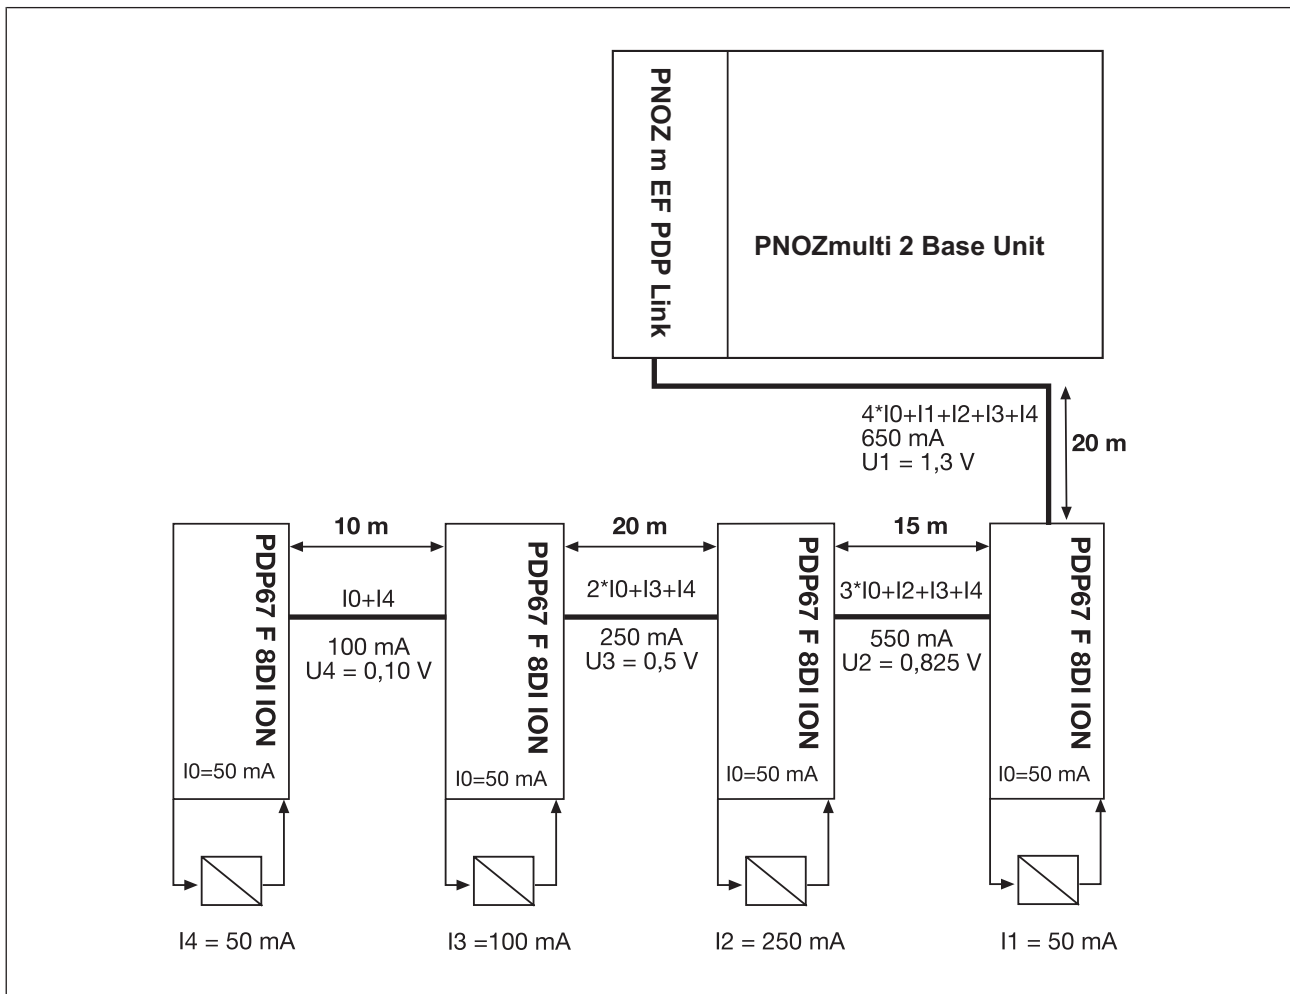 PNOZ m EF PDP Link
PNOZmulti 2 Base Unit
4*I0+I1+I2+I3+I4
650 mA
U1 = 1,3 V
20 m
10 m
20 m
15 m
PDP67 F 8DI ION
PDP67 F 8DI ION
PDP67 F 8DI ION
PDP67 F 8DI ION
I0+I4
100 mA
U4 = 0,10 V
2*I0+I3+I4
250 mA
U3 = 0,5 V
3*I0+I2+I3+I4
550 mA
U2 = 0,825 V
I0=50 mA
I0=50 mA
I0=50 mA
I0=50 mA
I4 = 50 mA
I3 =100 mA
I2 = 250 mA
I1 = 50 mA